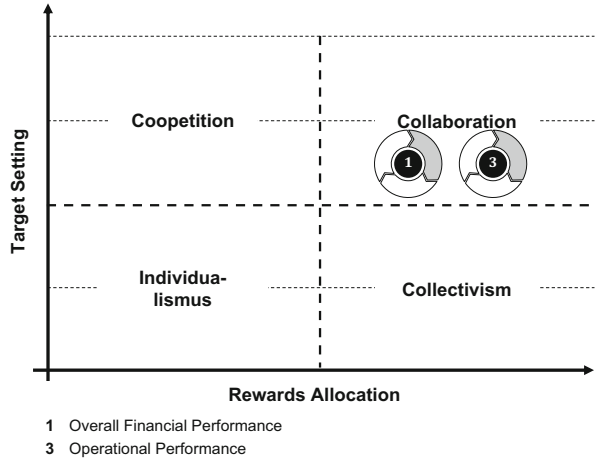 Target Setting
Coopetition
Collaboration
1
3
Individua-
lismus
Collectivism
Rewards Allocation
1 Overall Financial Performance
3 Operational Performance